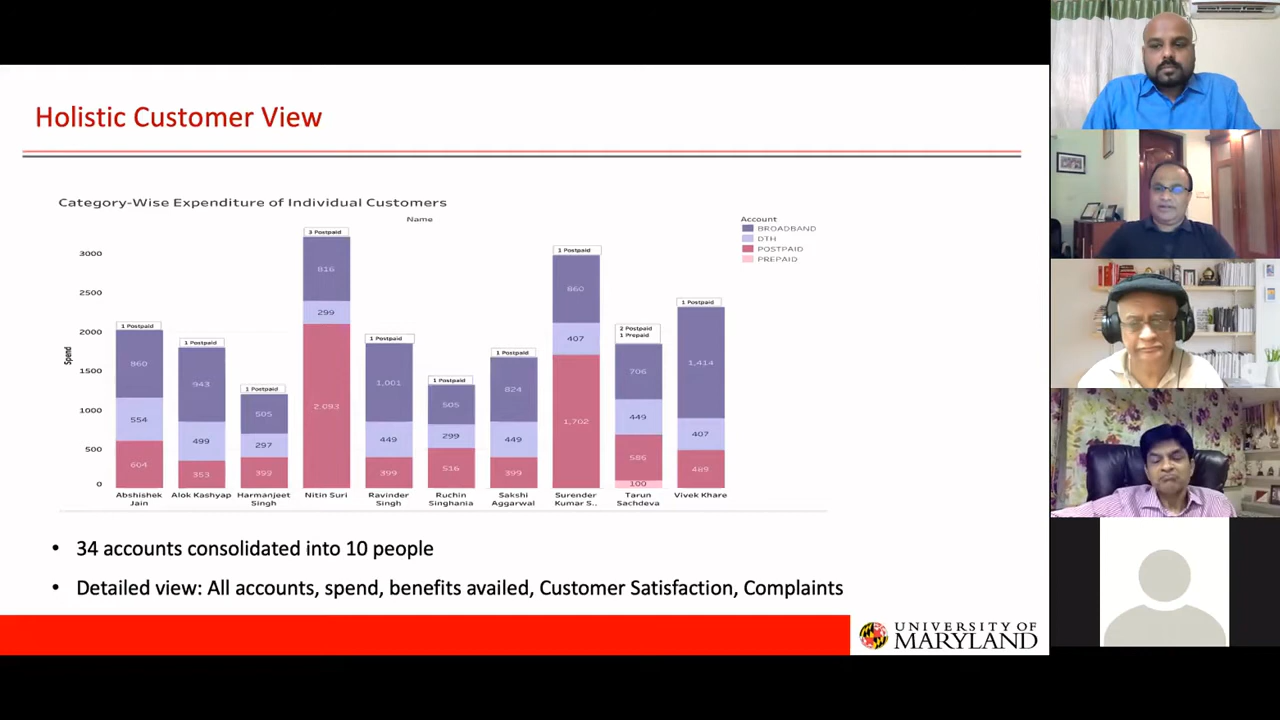 Holistic Customer View
Category-Wise Expenditure of Individual Customers
Name
Account
BROADBAND
DTH
POSTPAID
PREPAID
Spend
3000
2500
2000
1500
1000
500
0
1 Postpaid
860
554
604
1 Postpaid
943
499
353
1 Postpaid
505
297
399
3 Postpaid
816
299
2,093
1 Postpaid
1,001
449
399
1 Postpaid
505
299
516
1 Postpaid
824
449
399
1 Postpaid
860
407
1,702
2 Postpaid
1 Prepaid
706
449
586
100
1 Postpaid
1,414
407
469
Abshishek
Jain
Alok Kashyap
Harmanjeet
Singh
Nitin Suri
Ravinder
Singh
Ruchin
Singhania
Sakshi
Aggarwal
Surender
Kumar S..
Tarun
Sachdeva
Vivek Khare
• 34 accounts consolidated into 10 people
• Detailed view: All accounts, spend, benefits availed, Customer Satisfaction, Complaints
UNIVERSITY OF
MARYLAND